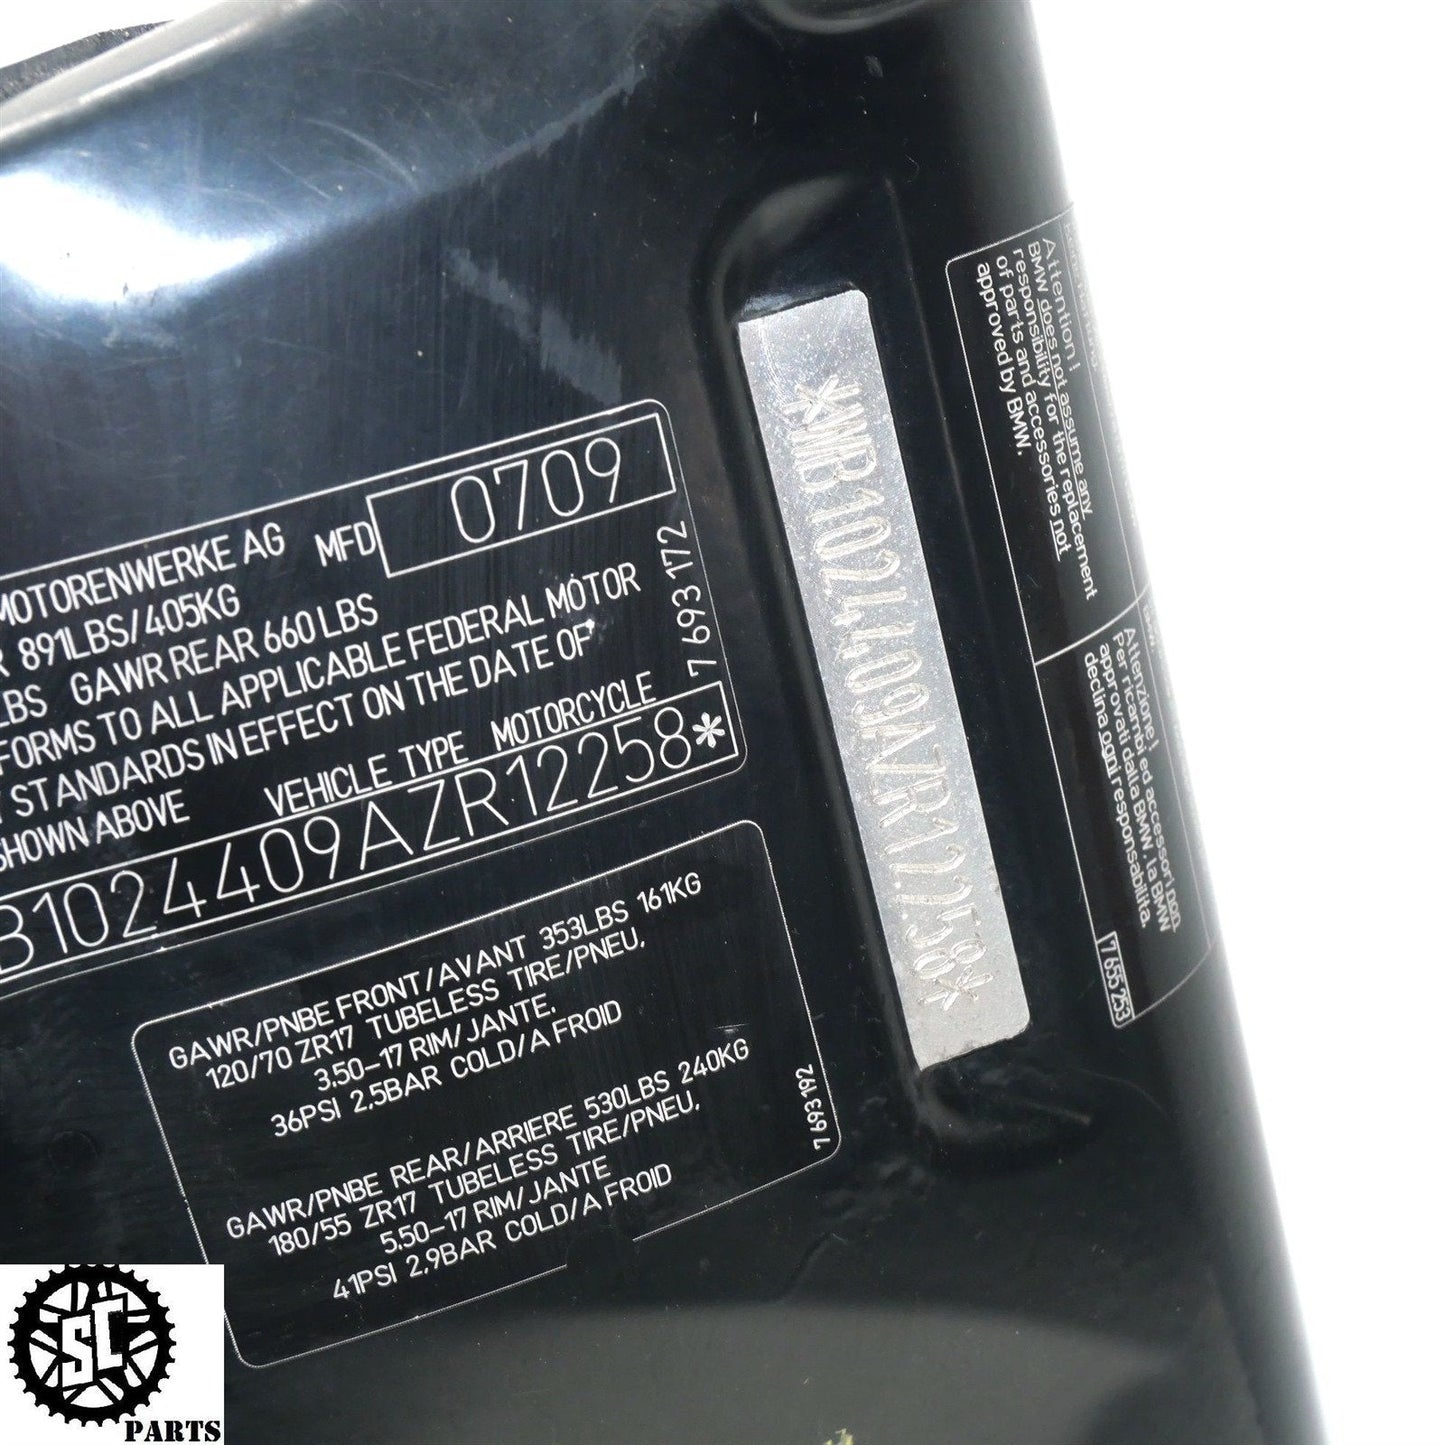 MOTORENWERKE AG MFD 0709
891LBS/405KG
LBS GAWR REAR 660 LBS
FORMS TO ALL APPLICABLE FEDERAL MOTOR
STANDARDS IN EFFECT ON THE DATE OF
SHOWN ABOVE VEHICLE TYPE MOTORCYCLE
B1024409AZR12258*
7 693 172
GAWR/PNBE FRONT/AVANT 353LBS 161KG
120/70 ZR17 TUBELESS TIRE/PNEU,
3.50-17 RIM/JANTE.
36PSI 2.5BAR COLD/A FROID
GAWR/PNBE REAR/ARRIERE 530LBS 240KG
180/55 ZR17 TUBELESS TIRE/PNEU,
5.50-17 RIM/JANTE
41PSI 2.9BAR COLD/A FROID
7 693 192
*WB1024409AZR12258*
Attention!
BMW does not assume any
responsibility for the replacement
of parts and accessories not
approved by BMW.
Attenzione!
Per ricambi ed accessori non
approvati dalla BMW, la BMW
declina ogni responsabilita.
7 655 253
SC
PARTS